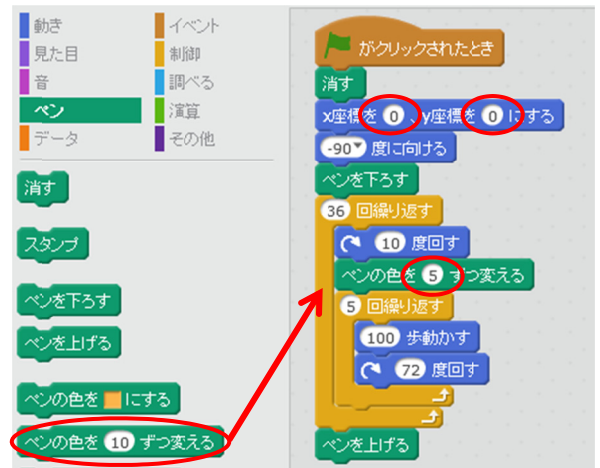 動き
イベント
見た目
制御
音
調べる
ペン
演算
データ
その他
消す
スタンプ
ペンを下ろす
ペンを上げる
ペンの色を にする
ペンの色を 10 ずつ変える
がクリックされたとき
消す
x座標を 0 、y座標を 0 にする
-90▼ 度に向ける
ペンを下ろす
36 回繰り返す
10 度回す
ペンの色を 5 ずつ変える
5 回繰り返す
100 歩動かす
72 度回す
ペンを上げる